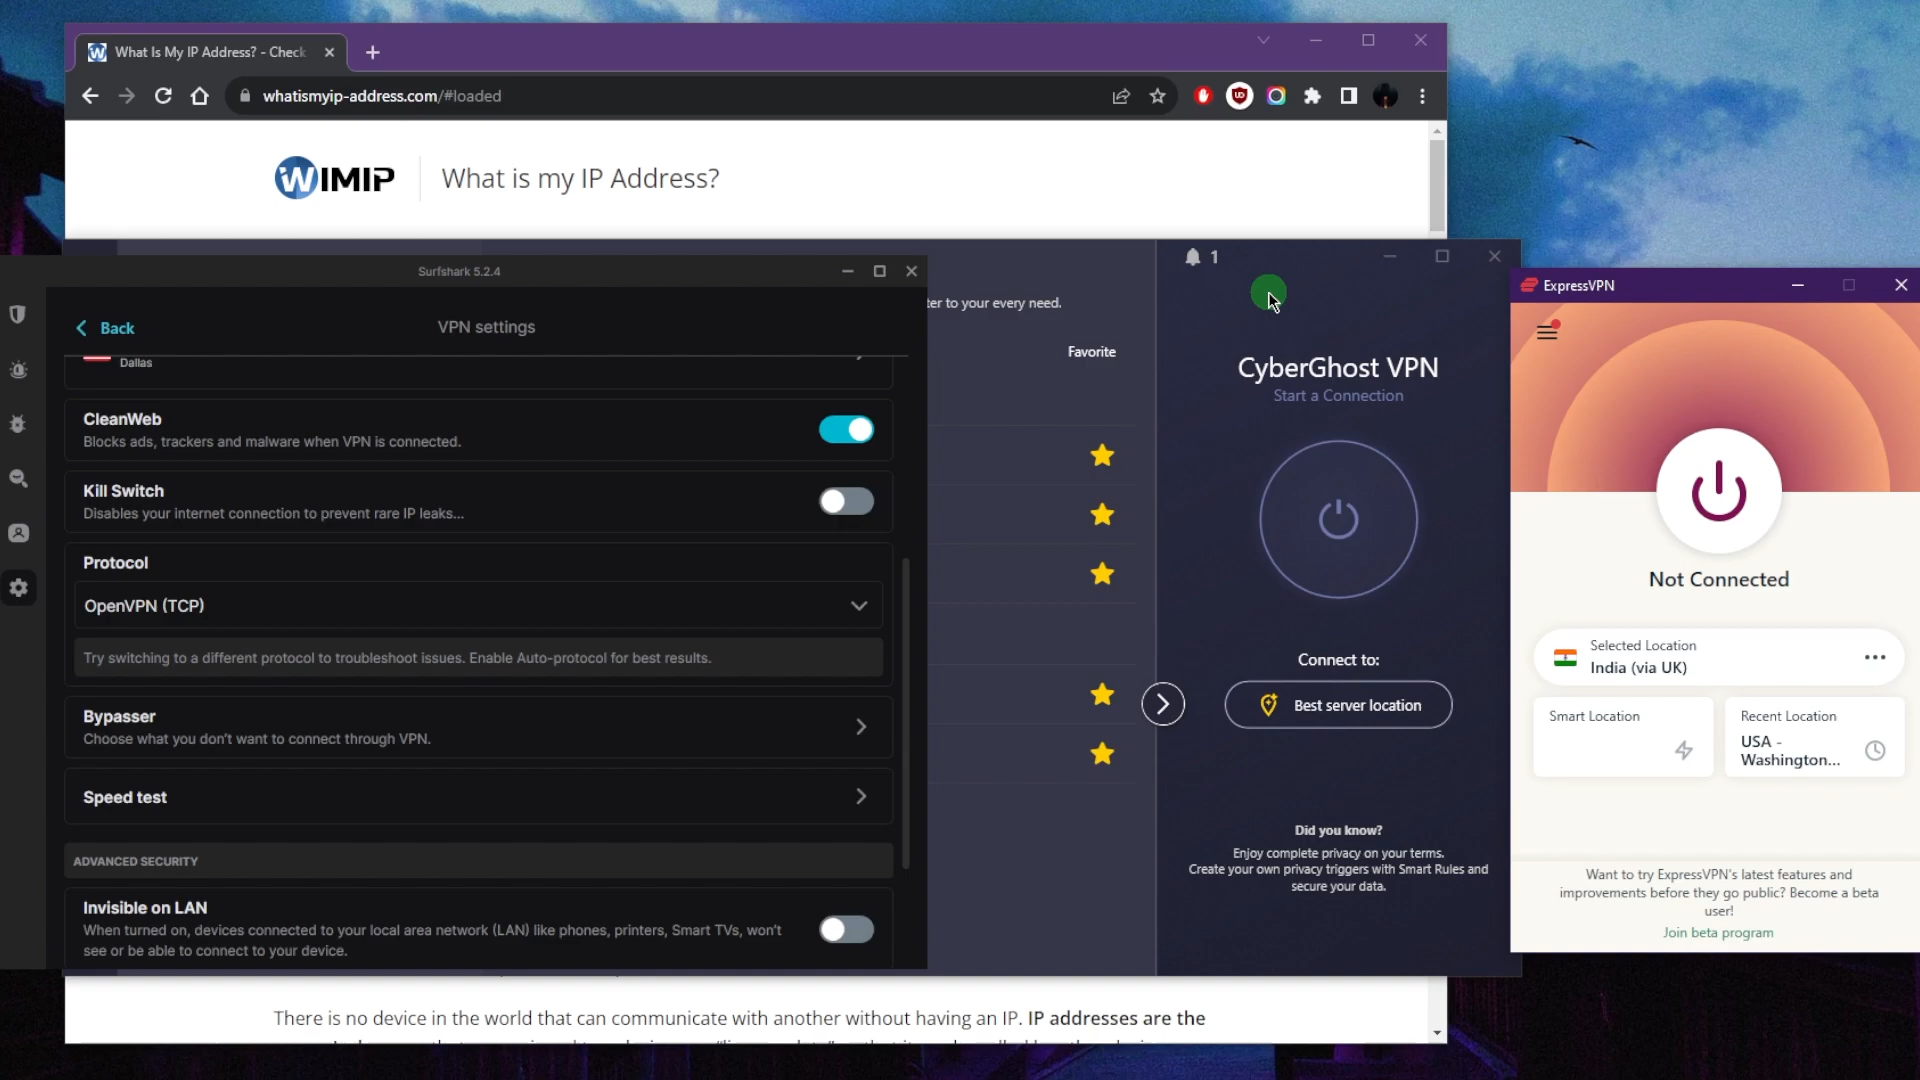 What Is My IP Address? - Check
whatismyip-address.com/#loaded
WIMIP
What is my IP Address?
Surfshark 5.2.4
Back
VPN settings
Dallas
CleanWeb
Blocks ads, trackers and malware when VPN is connected.
Kill Switch
Disables your internet connection to prevent rare IP leaks...
Protocol
OpenVPN (TCP)
Try switching to a different protocol to troubleshoot issues. Enable Auto-protocol for best results.
Bypasser
Choose what you don't want to connect through VPN.
Speed test
ADVANCED SECURITY
Invisible on LAN
When turned on, devices connected to your local area network (LAN) like phones, printers, Smart TVs, won't
see or be able to connect to your device.
ter to your every need.
Favorite
1
CyberGhost VPN
Start a Connection
Connect to:
Best server location
Did you know?
Enjoy complete privacy on your terms.
Create your own privacy triggers with Smart Rules and
secure your data.
ExpressVPN
Not Connected
Selected Location
India (via UK)
Smart Location
Recent Location
USA -
Washington...
Want to try ExpressVPN's latest features and
improvements before they go public? Become a beta
user!
Join beta program
There is no device in the world that can communicate with another without having an IP. IP addresses are the